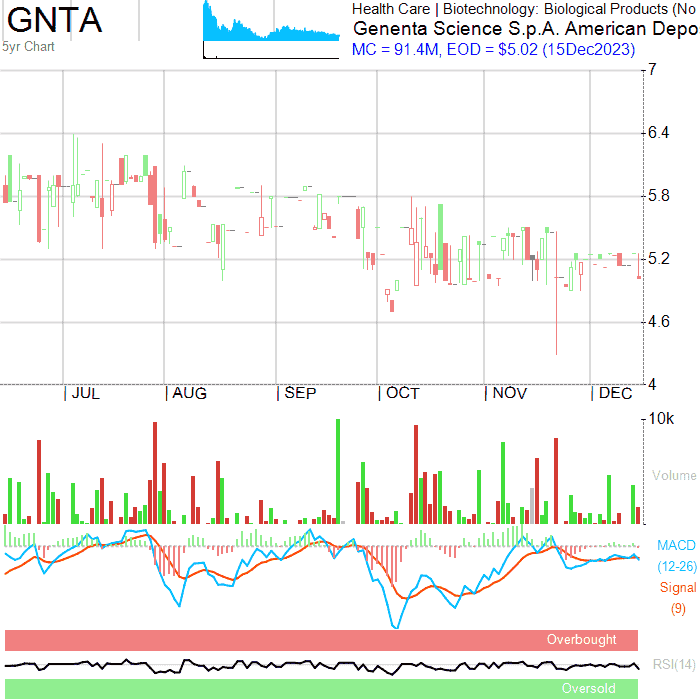 GNTA
5yr Chart
Health Care | Biotechnology: Biological Products (No
Genenta Science S.p.A. American Depo
MC = 91.4M, EOD = $5.02 (15Dec2023)
7
6.4
5.8
5.2
4.6
4
JUL
AUG
SEP
OCT
NOV
DEC
10k
Volume
MACD
(12-26)
Signal
(9)
Overbought
RSI(14)
Oversold